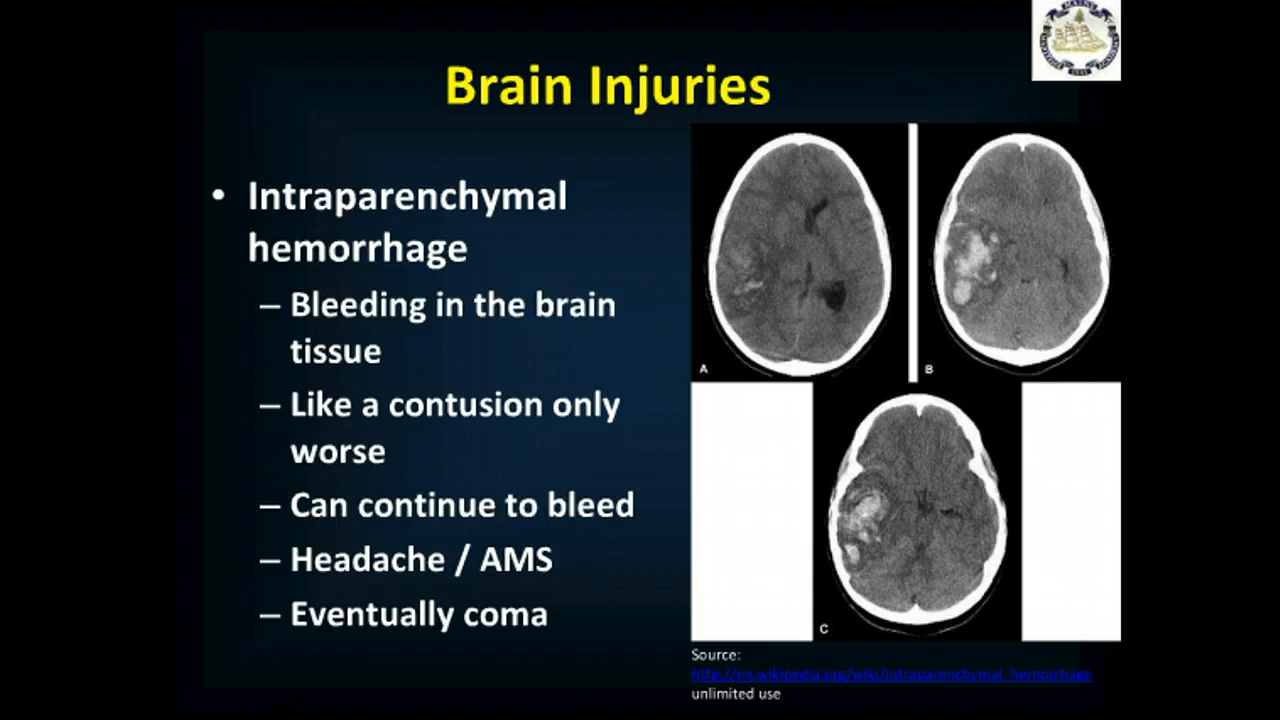 Brain Injuries
• Intraparenchymal
hemorrhage
– Bleeding in the brain
tissue
– Like a contusion only
worse
– Can continue to bleed
– Headache / AMS
– Eventually coma
A
B
C
Source:
http://en.wikipedia.org/wiki/Intraparenchymal_hemorrhage
unlimited use